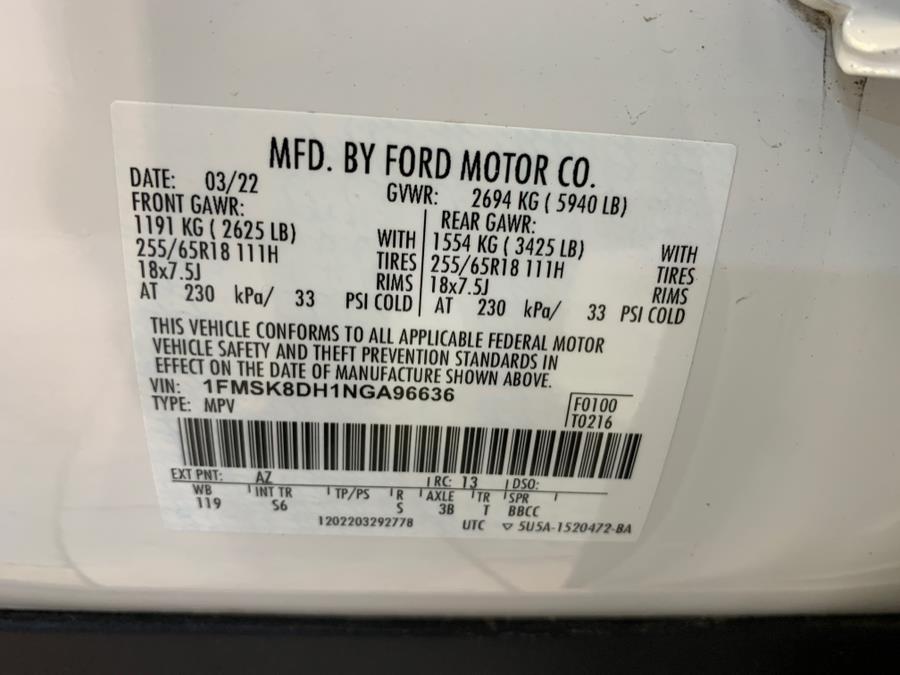 MFD. BY FORD MOTOR CO.
DATE: 03/22 GVWR: 2694 KG ( 5940 LB)
FRONT GAWR: REAR GAWR:
1191 KG ( 2625 LB) WITH 1554 KG ( 3425 LB) WITH
255/65R18 111H TIRES 255/65R18 111H TIRES
18x7.5J RIMS 18x7.5J RIMS
AT 230 kPa/ 33 PSI COLD AT 230 kPa/ 33 PSI COLD
THIS VEHICLE CONFORMS TO ALL APPLICABLE FEDERAL MOTOR
VEHICLE SAFETY AND THEFT PREVENTION STANDARDS IN
EFFECT ON THE DATE OF MANUFACTURE SHOWN ABOVE.
VIN: 1FMSK8DH1NGA96636
TYPE: MPV
F0100
T0216
EXT PNT: AZ RC: 13 DSO:
WB INT TR TP/PS R AXLE TR SPR
119 S6 S 3B T BBCC
1202203292778 UTC ▽ 5U5A-1520472-BA